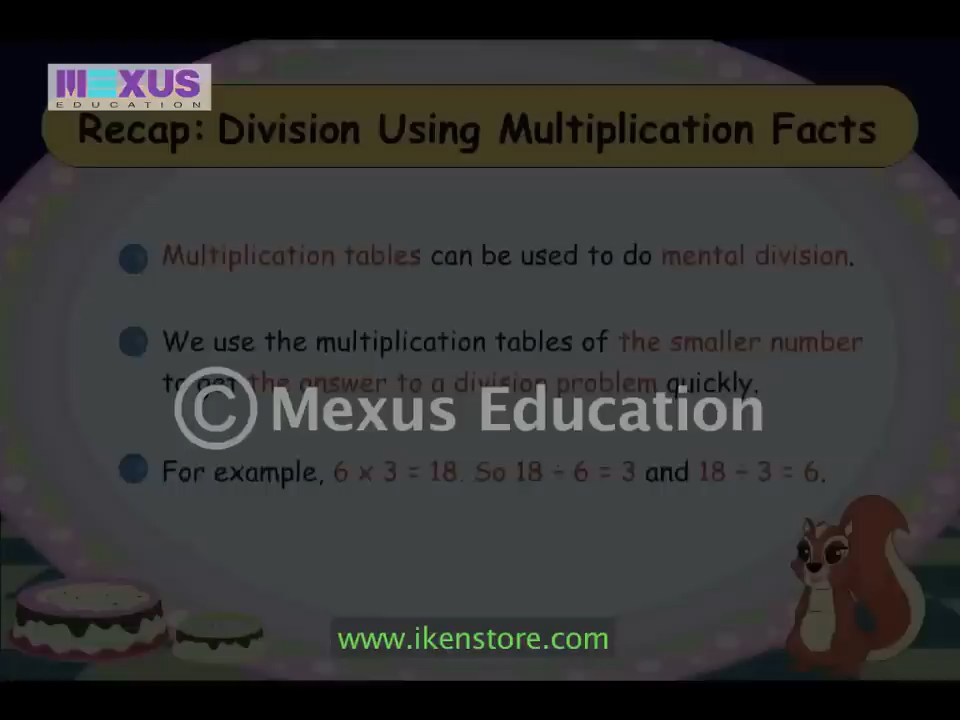 MEXUS
EDUCATION
Recap: Division Using Multiplication Facts
Multiplication tables can be used to do mental division.
We use the multiplication tables of the smaller number
to get the answer to a division problem quickly.
© Mexus Education
For example, 6 x 3 = 18. So 18 ÷ 6 = 3 and 18 ÷ 3 = 6.
www.ikenstore.com